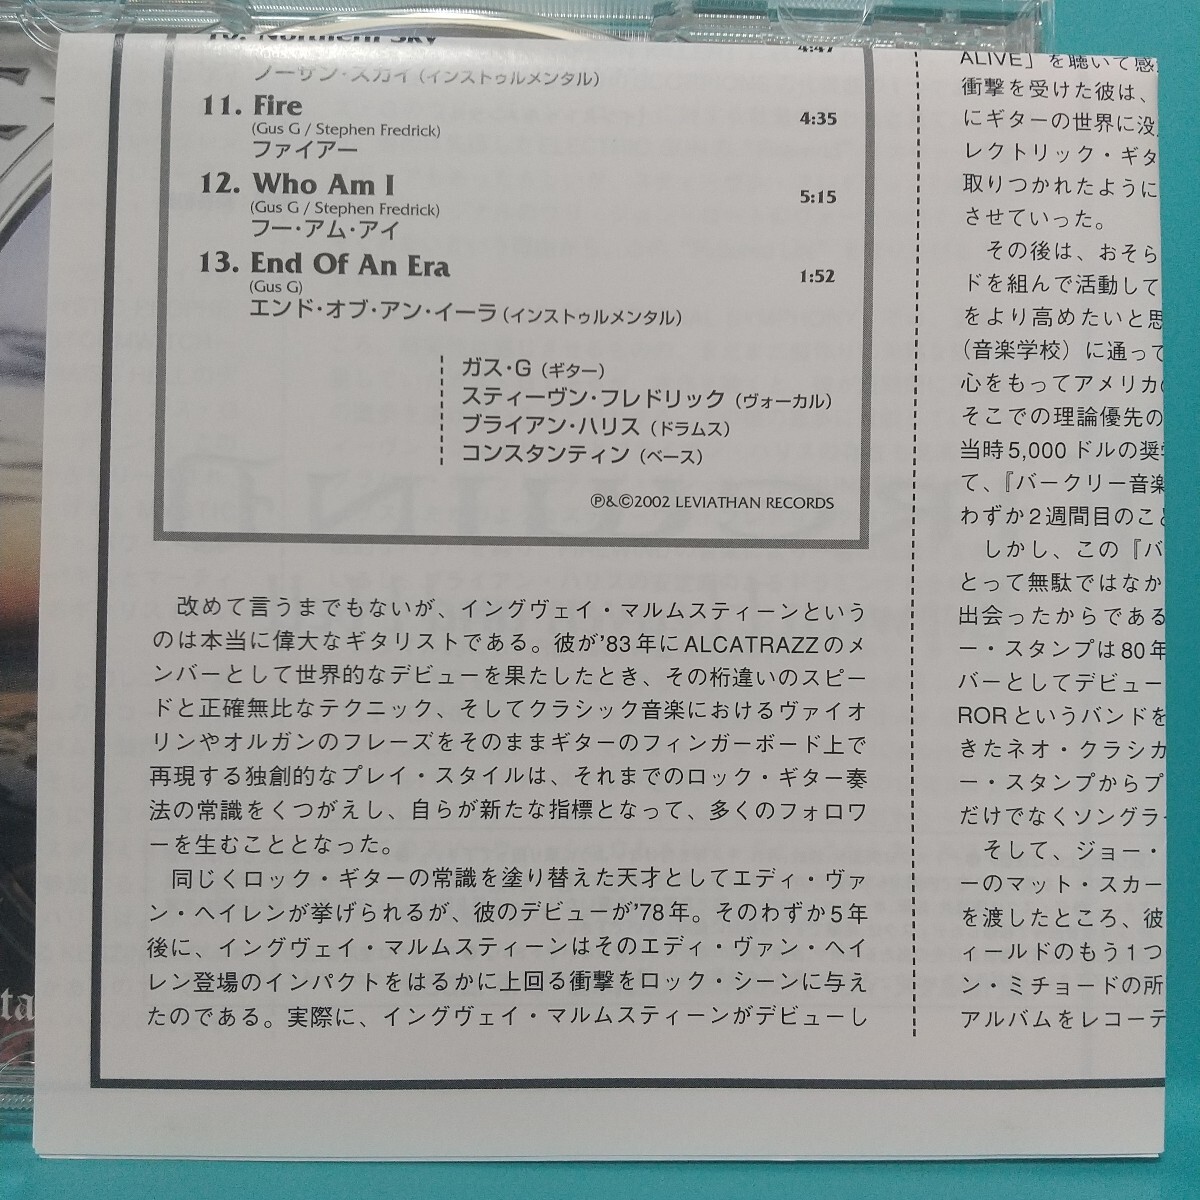 10. Northern Sky 4:47
ノーザン・スカイ（インストゥルメンタル）
11. Fire 4:35
(Gus G / Stephen Fredrick)
ファイアー
12. Who Am I 5:15
(Gus G / Stephen Fredrick)
フー・アム・アイ
13. End Of An Era 1:52
(Gus G)
エンド・オブ・アン・イーラ（インストゥルメンタル）
ガス・G（ギター）
スティーヴン・フレドリック（ヴォーカル）
ブライアン・ハリス（ドラムス）
コンスタンティン（ベース）
℗&©2002 LEVIATHAN RECORDS
改めて言うまでもないが、イングヴェイ・マルムスティーンという
のは本当に偉大なギタリストである。彼が'83年にALCATRAZZのメ
ンバーとして世界的なデビューを果たしたとき、その桁違いのスピー
ドと正確無比なテクニック、そしてクラシック音楽におけるヴァイオ
リンやオルガンのフレーズをそのままギターのフィンガーボード上で
再現する独創的なプレイ・スタイルは、それまでのロック・ギター奏
法の常識をくつがえし、自らが新たな指標となって、多くのフォロワ
ーを生むこととなった。
同じくロック・ギターの常識を塗り替えた天才としてエディ・ヴァ
ン・ヘイレンが挙げられるが、彼のデビューが'78年。そのわずか5年
後に、イングヴェイ・マルムスティーンはそのエディ・ヴァン・ヘイ
レン登場のインパクトをはるかに上回る衝撃をロック・シーンに与え
たのである。実際に、イングヴェイ・マルムスティーンがデビューし
ALIVE」を聴いて感
衝撃を受けた彼は、
にギターの世界に没
レクトリック・ギタ
取りつかれたように
させていった。
その後は、おそら
ドを組んで活動して
をより高めたいと思
（音楽学校）に通って
心をもってアメリカ
そこでの理論優先の
当時5,000ドルの奨
て、『バークリー音楽
わずか2週間目のこと
しかし、この『バ
とって無駄ではなか
出会ったからである
ー・スタンプは80年
バーとしてデビュー
RORというバンドを
きたネオ・クラシカ
ー・スタンプからプ
だけでなくソングラ
そして、ジョー・
ーのマット・スカー
を渡したところ、彼
ィールドのもう1つ
ン・ミチョードの所
アルバムをレコーデ